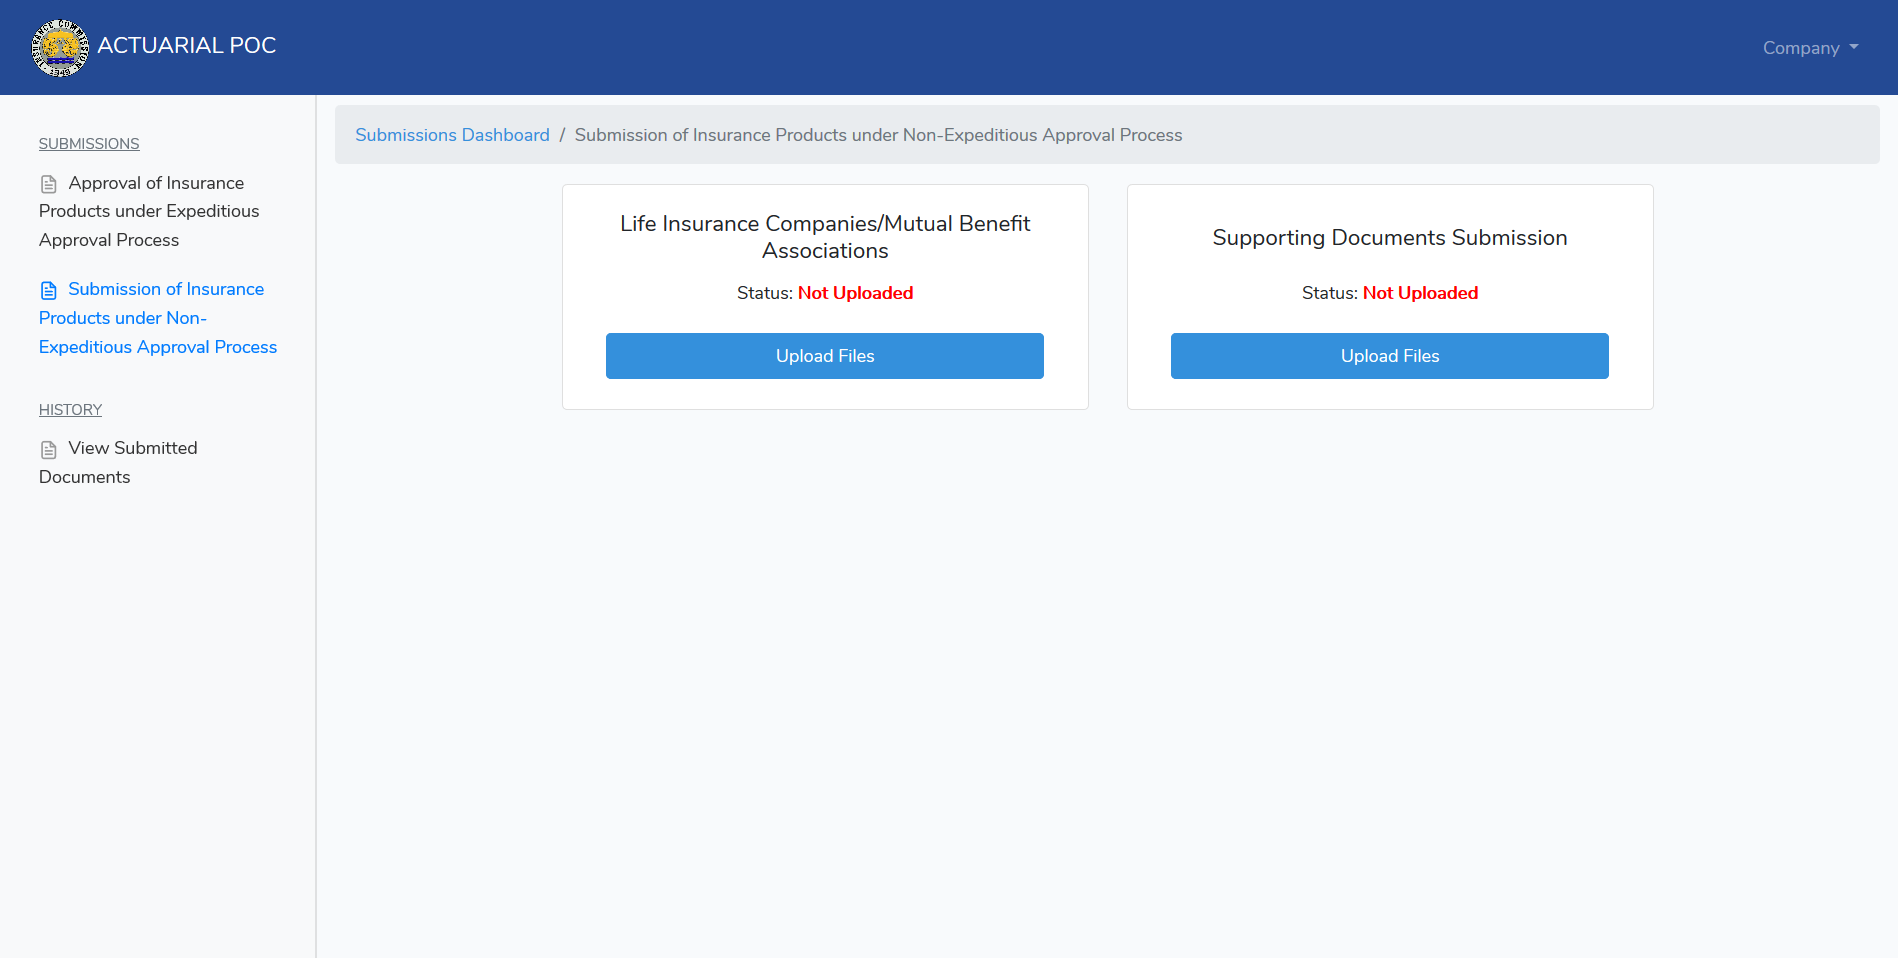 ACTUARIAL POC
Company
SUBMISSIONS
Approval of Insurance
Products under Expeditious
Approval Process
Submission of Insurance
Products under Non-
Expeditious Approval Process
HISTORY
View Submitted
Documents
Submissions Dashboard / Submission of Insurance Products under Non-Expeditious Approval Process
Life Insurance Companies/Mutual Benefit
Associations
Status: Not Uploaded
Upload Files
Supporting Documents Submission
Status: Not Uploaded
Upload Files